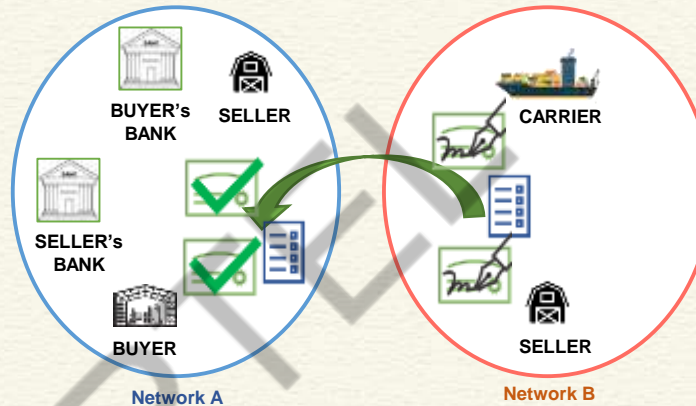 BUYER's
BANK
SELLER
CARRIER
SELLER's
BANK
BUYER
SELLER
Network A
Network B